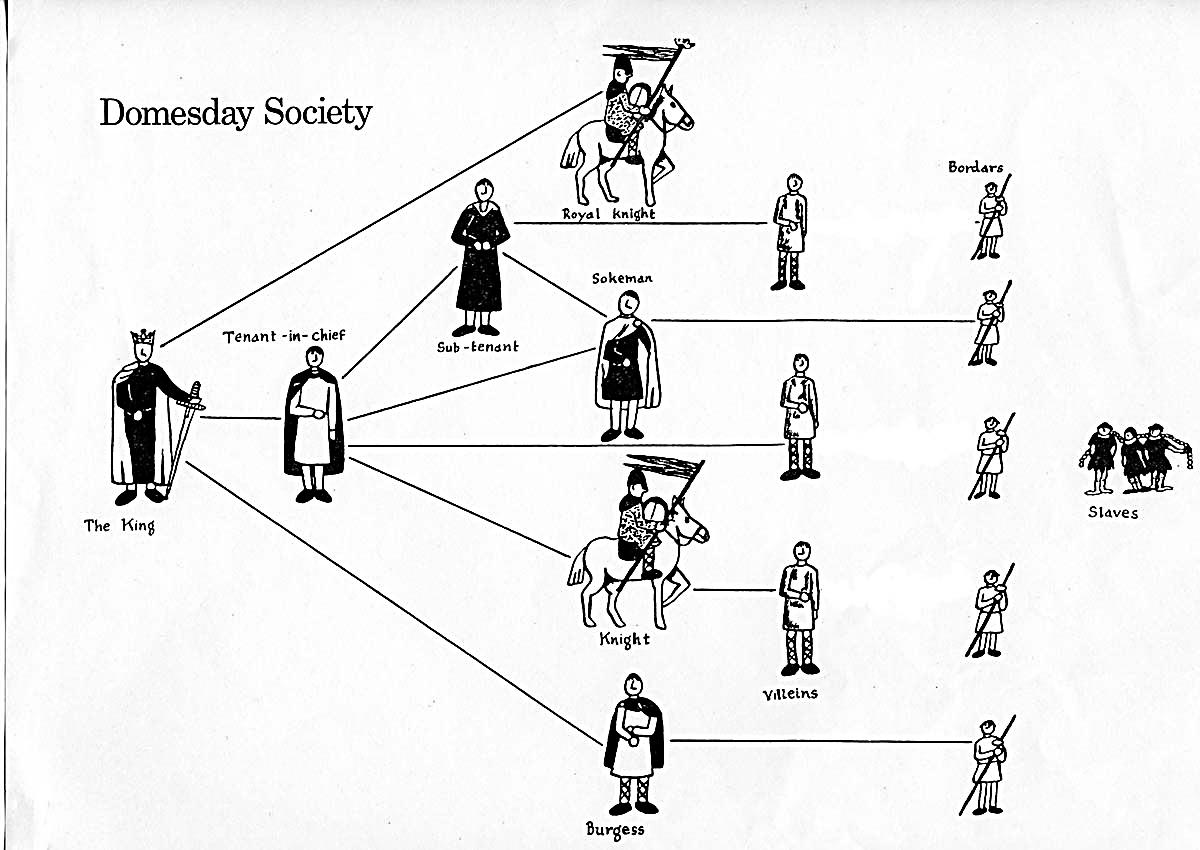 Domesday Society
Royal knight
Bordars
Sokeman
Tenant-in-chief
Sub-tenant
The King
Slaves
Knight
Villeins
Burgess